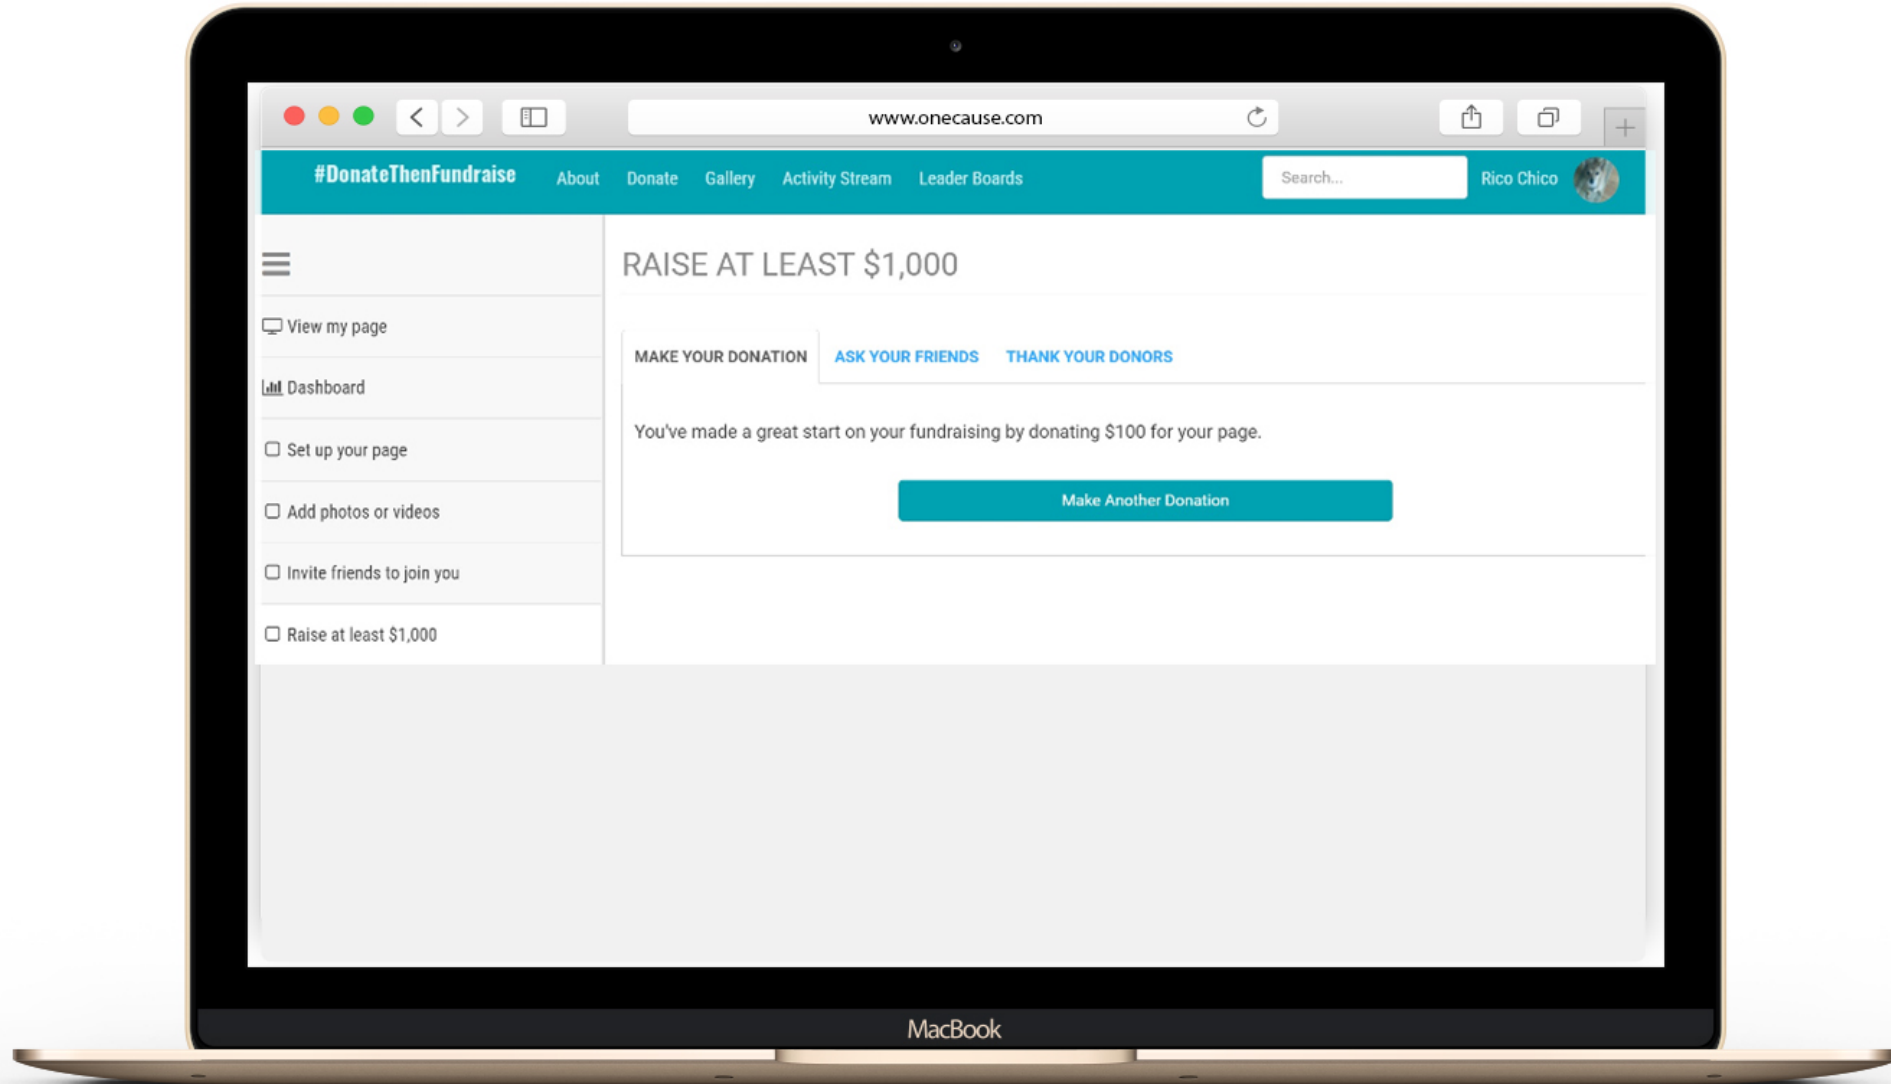 www.onecause.com
#DonateThenFundraise About Donate Gallery Activity Stream Leader Boards Search... Rico Chico
RAISE AT LEAST $1,000
View my page
Dashboard
Set up your page
Add photos or videos
Invite friends to join you
Raise at least $1,000
MAKE YOUR DONATION ASK YOUR FRIENDS THANK YOUR DONORS
You've made a great start on your fundraising by donating $100 for your page.
Make Another Donation
MacBook